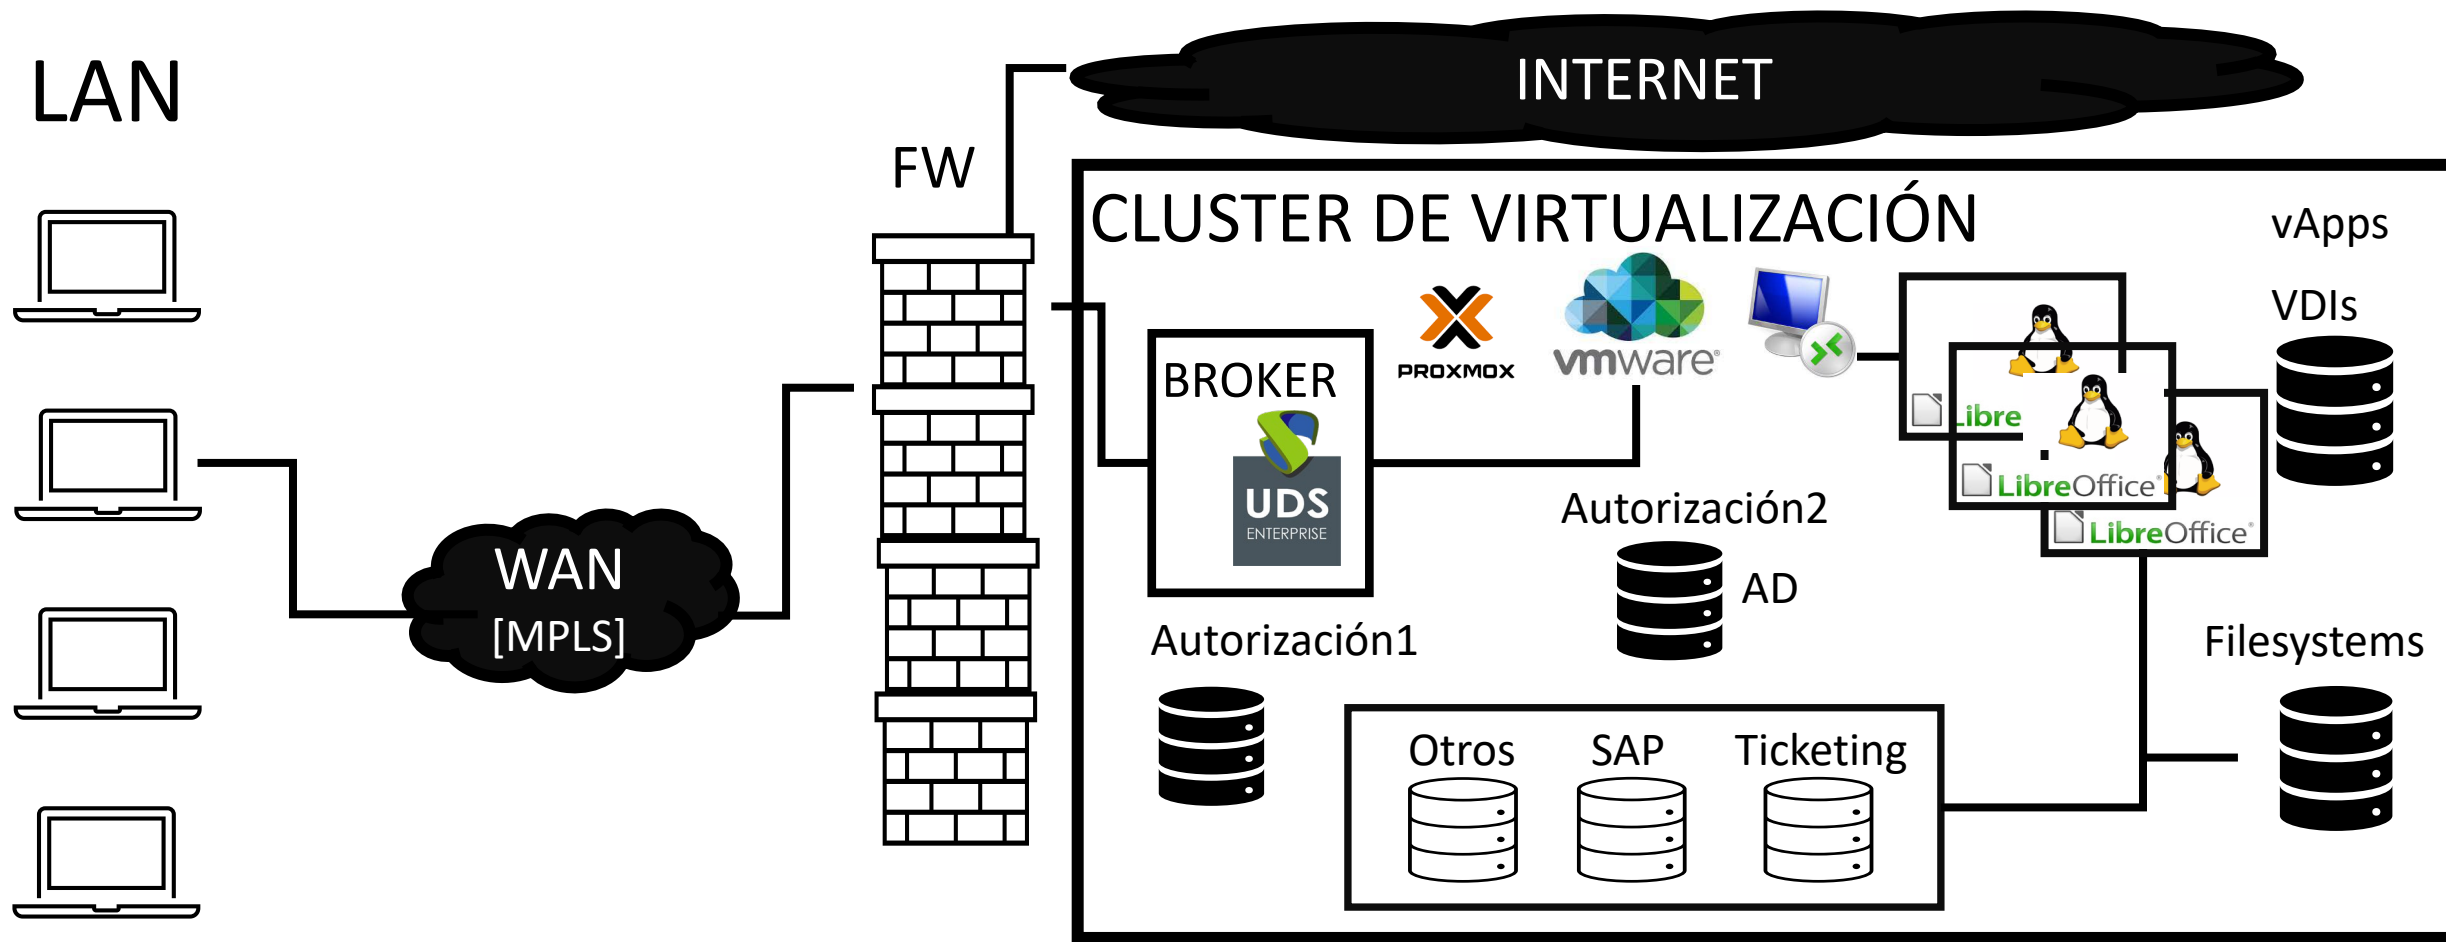 LAN
INTERNET
FW
CLUSTER DE VIRTUALIZACIÓN
vApps
VDIs
BROKER
PROXMOX
vmware®
UDS
ENTERPRISE
Libre
LibreOffice®
LibreOffice®
Autorización2
AD
WAN
[MPLS]
Autorización1
Filesystems
Otros SAP Ticketing